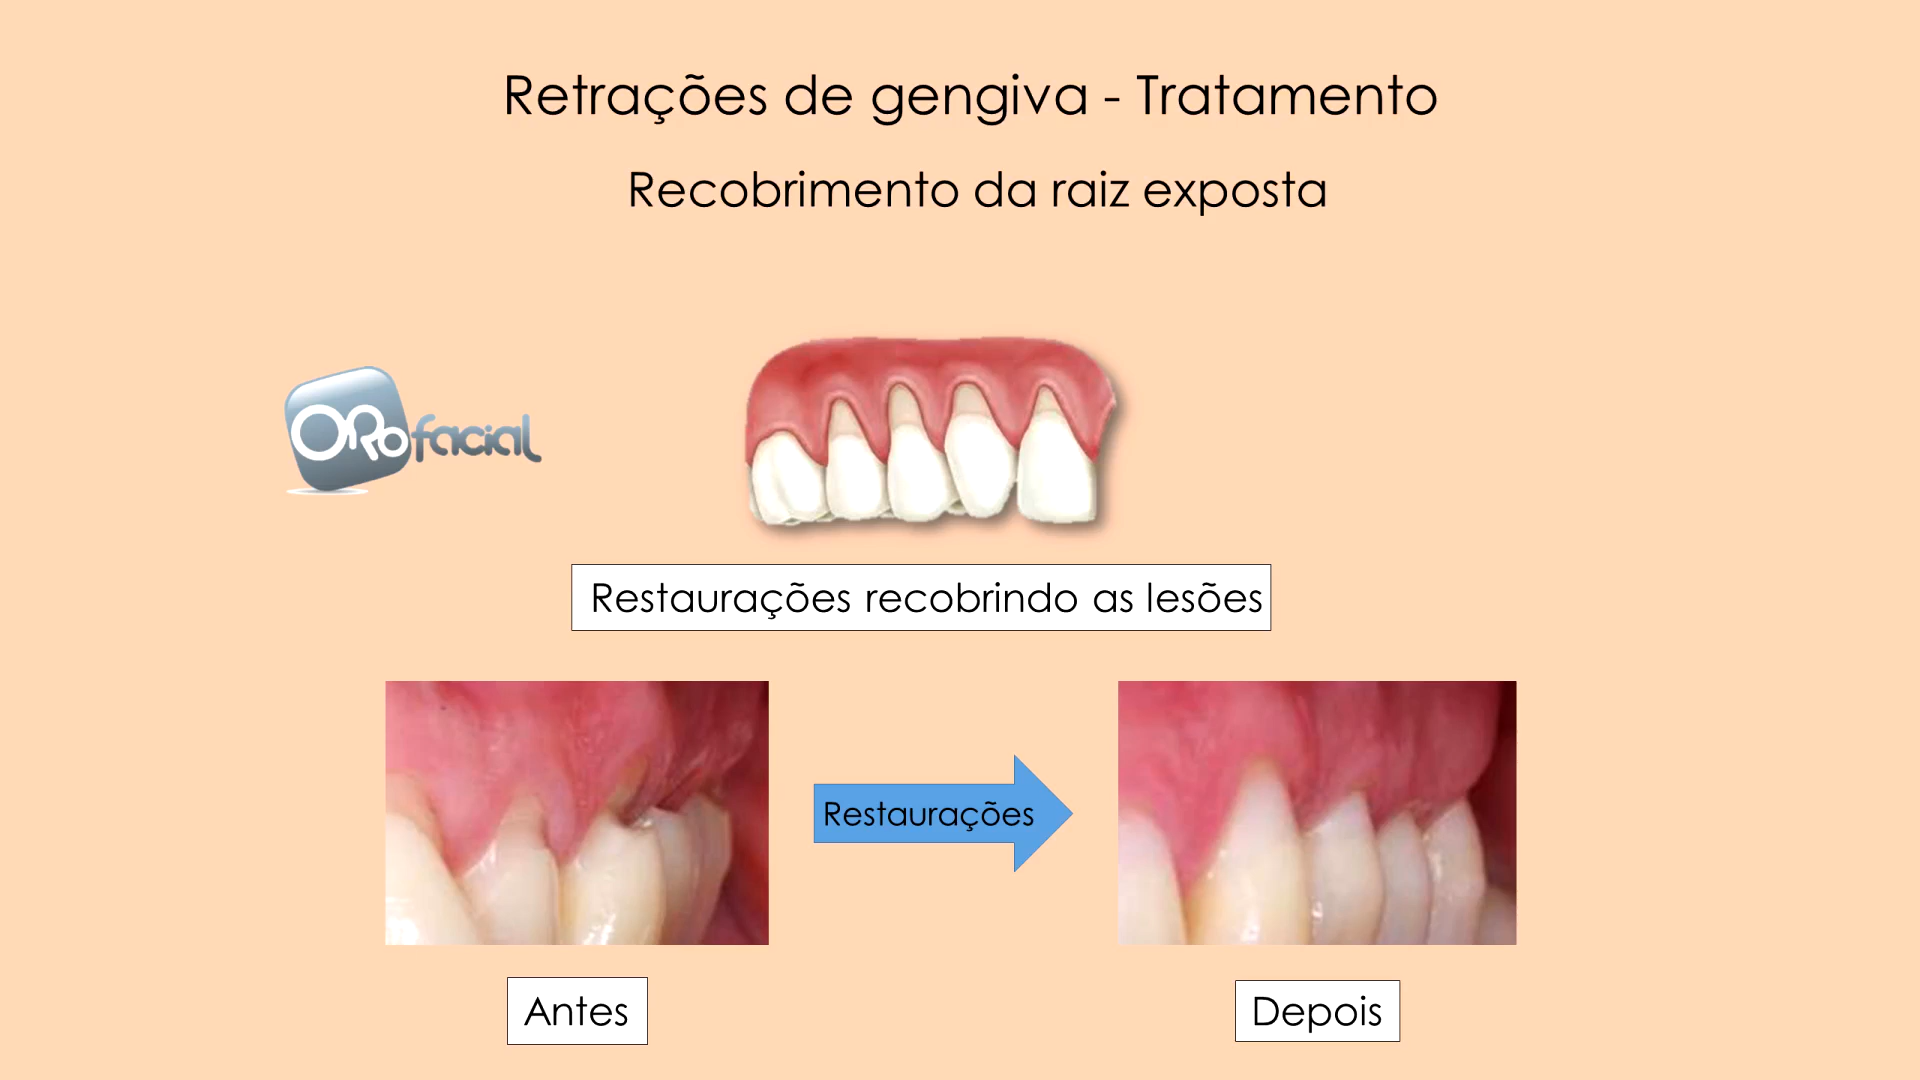 Retrações de gengiva - Tratamento
Recobrimento da raiz exposta
ORofacial
Restaurações recobrindo as lesões
Restaurações
Antes
Depois